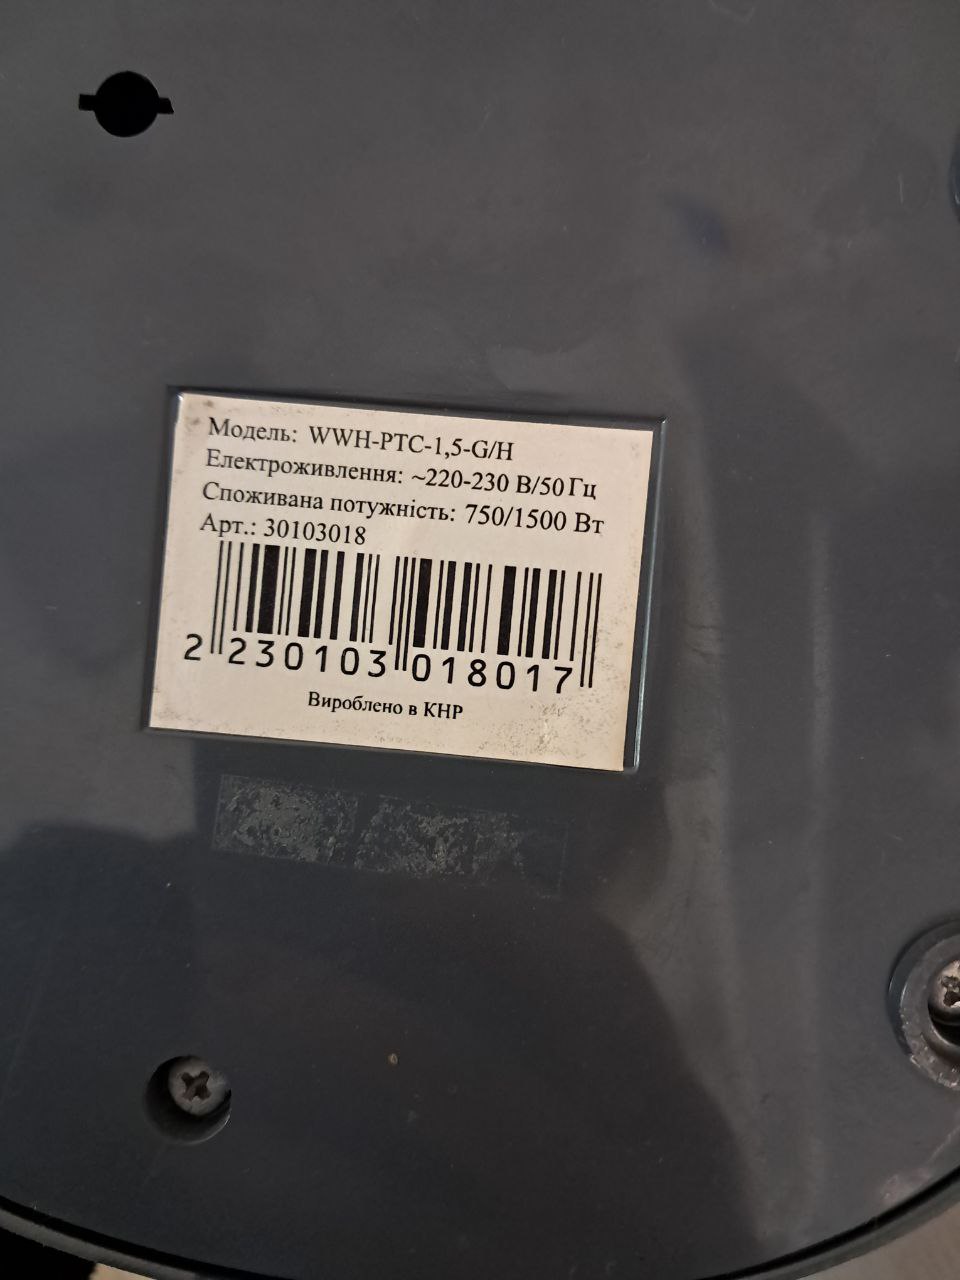 Модель: WWH-PTC-1,5-G/H
Електроживлення: ~220-230 В/50 Гц
Споживана потужність: 750/1500 Вт
Арт.: 30103018
2 230103 018017
Вироблено в КНР